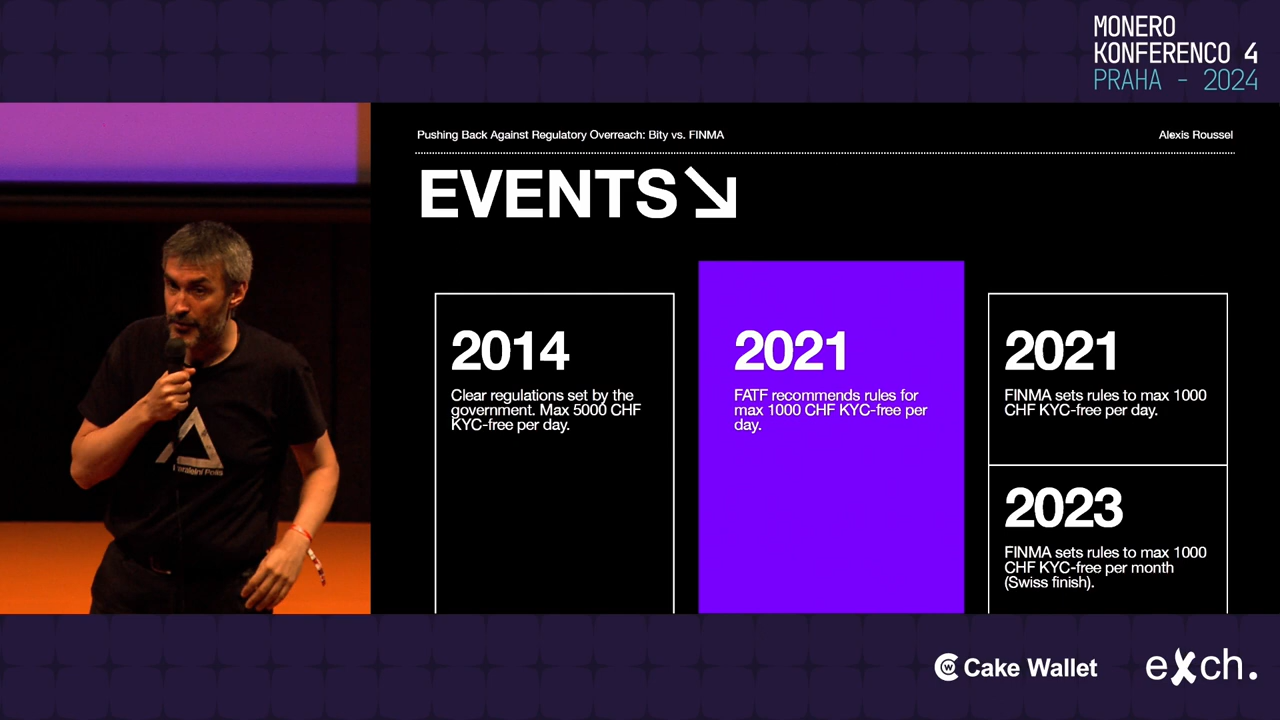 MONERO
KONFERENCO 4
PRAHA - 2024
Pushing Back Against Regulatory Overreach: Bity vs. FINMA
Alexis Roussel
EVENTS
2014
Clear regulations set by the
government. Max 5000 CHF
KYC-free per day.
2021
FATF recommends rules for
max 1000 CHF KYC-free per
day.
2021
FINMA sets rules to max 1000
CHF KYC-free per day.
2023
FINMA sets rules to max 1000
CHF KYC-free per month
(Swiss finish).
Paralelní Polis
Cake Wallet
eXch.